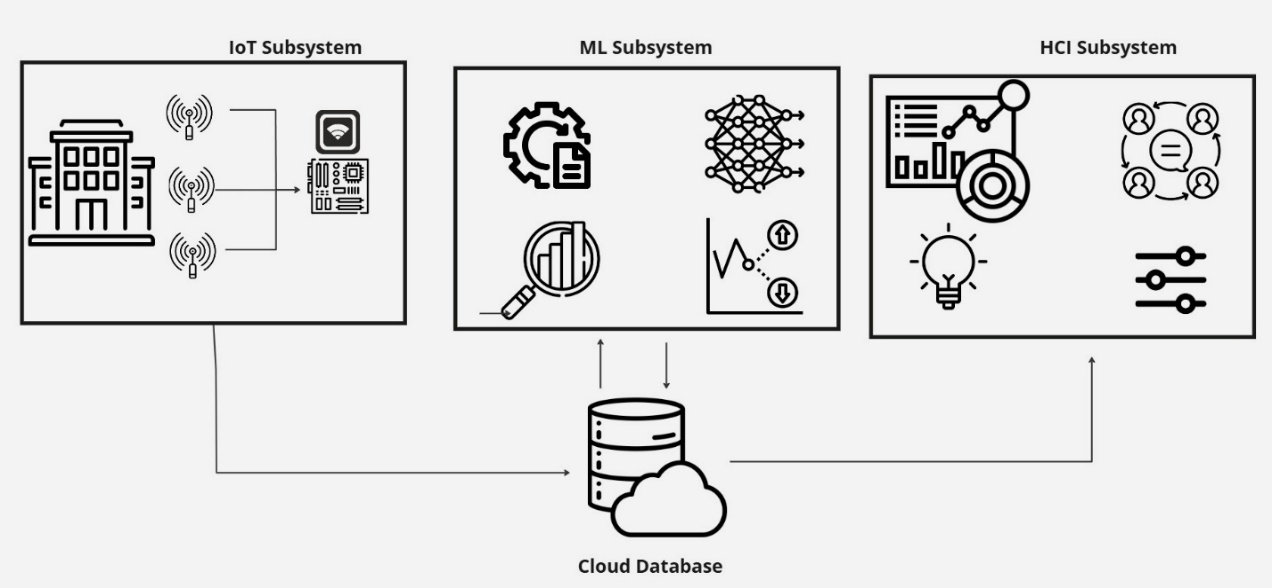 IoT Subsystem
ML Subsystem
HCI Subsystem
Cloud Database